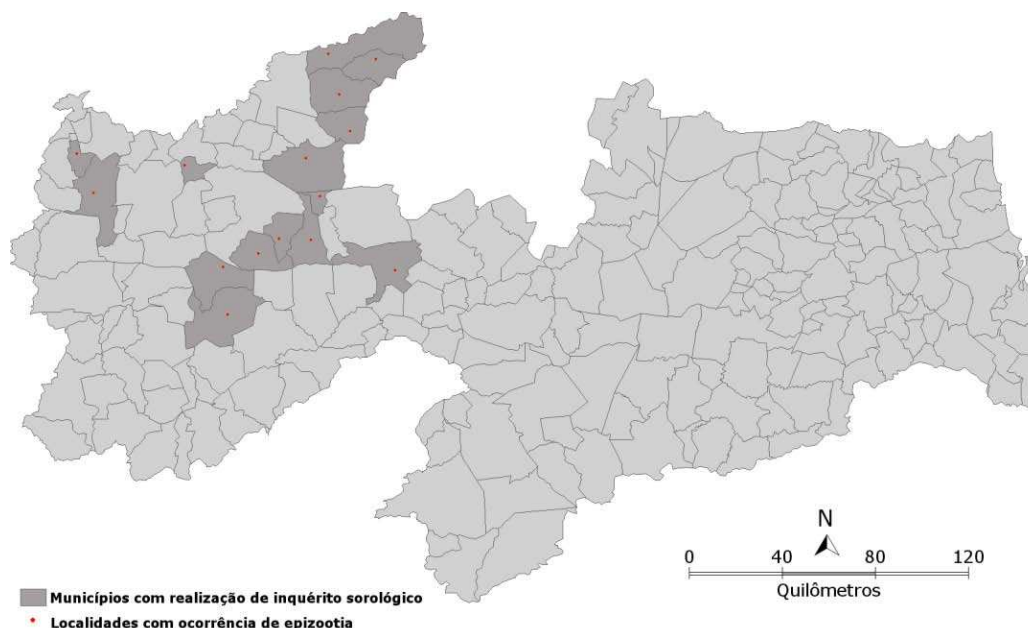 N
0 40 80 120
Quilômetros
Municípios com realização de inquérito sorológico
Localidades com ocorrência de epizootia